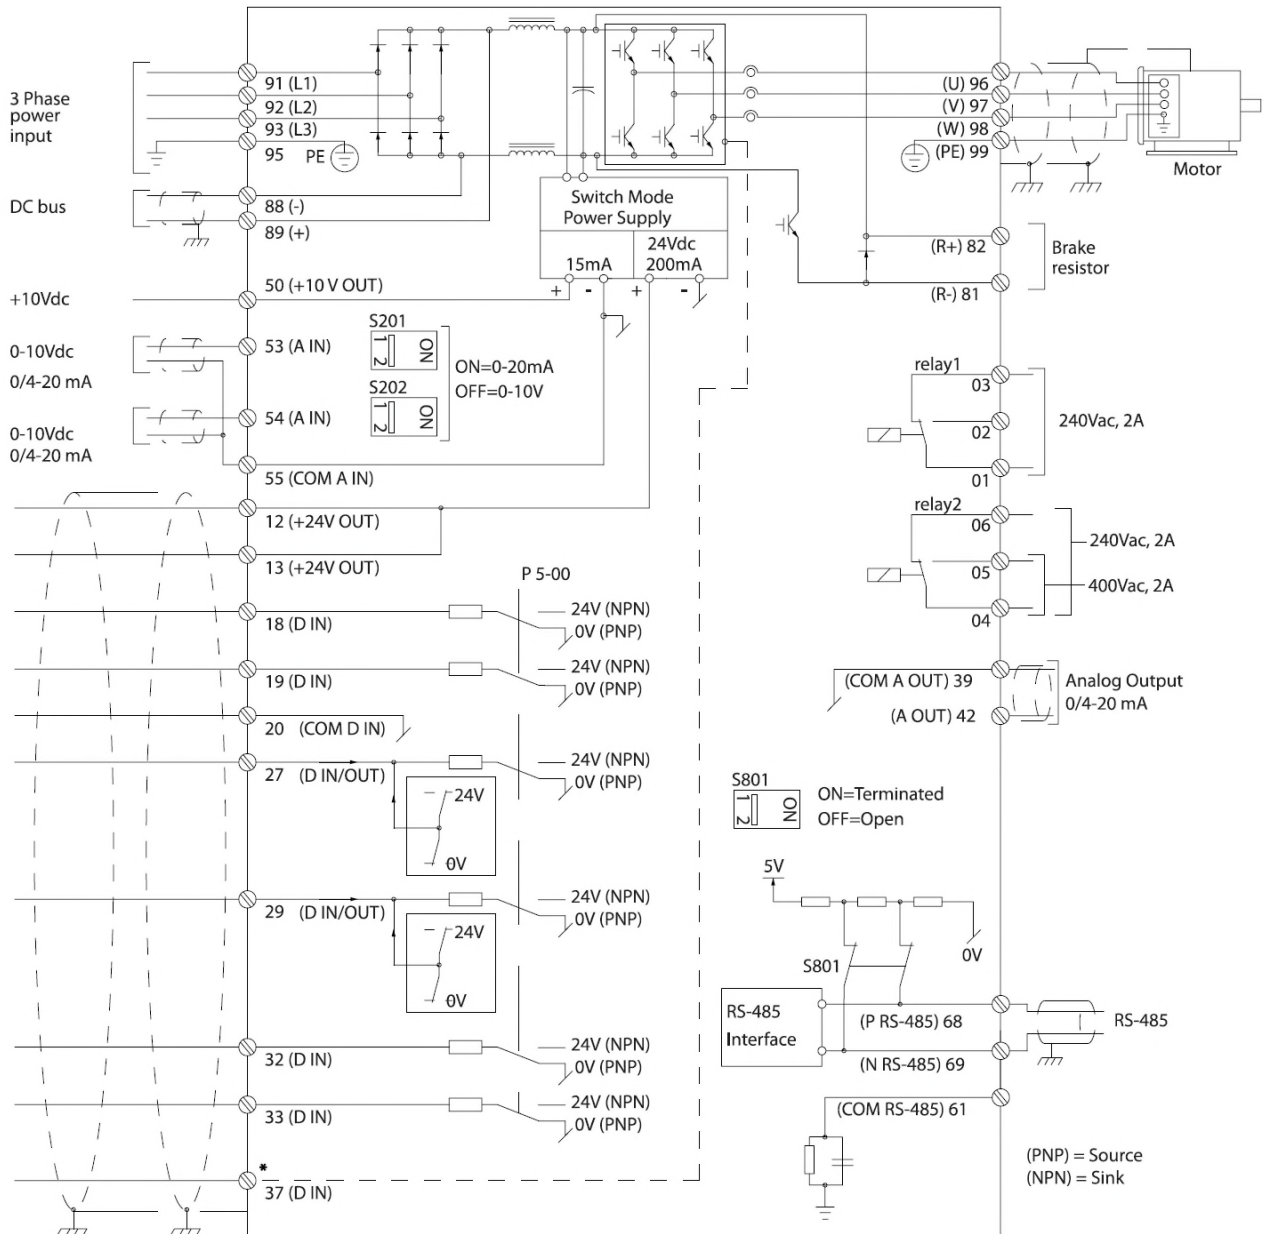 3 Phase
power
input
91 (L1)
92 (L2)
93 (L3)
95
PE
DC bus
88 (-)
89 (+)
+10Vdc
50 (+10 V OUT)
0-10Vdc
0/4-20 mA
53 (A IN)
0-10Vdc
0/4-20 mA
54 (A IN)
55 (COM A IN)
12 (+24V OUT)
13 (+24V OUT)
18 (D IN)
19 (D IN)
20 (COM D IN)
27 (D IN/OUT)
24V
0V
29 (D IN/OUT)
24V
0V
32 (D IN)
33 (D IN)
*
37 (D IN)
S201
1 2
ON
S202
1 2
ON
ON=0-20mA
OFF=0-10V
Switch Mode
Power Supply
24Vdc
15mA
200mA
+ - + -
P 5-00
24V (NPN)
0V (PNP)
24V (NPN)
0V (PNP)
24V (NPN)
0V (PNP)
24V (NPN)
0V (PNP)
24V (NPN)
0V (PNP)
24V (NPN)
0V (PNP)
(U) 96
(V) 97
(W) 98
(PE) 99
Motor
(R+) 82
(R-) 81
Brake
resistor
relay1
03
02
01
240Vac, 2A
relay2
06
05
04
240Vac, 2A
400Vac, 2A
(COM A OUT) 39
(A OUT) 42
Analog Output
0/4-20 mA
S801
1 2
ON
ON=Terminated
OFF=Open
5V
0V
S801
RS-485
Interface
(P RS-485) 68
(N RS-485) 69
RS-485
(COM RS-485) 61
(PNP) = Source
(NPN) = Sink